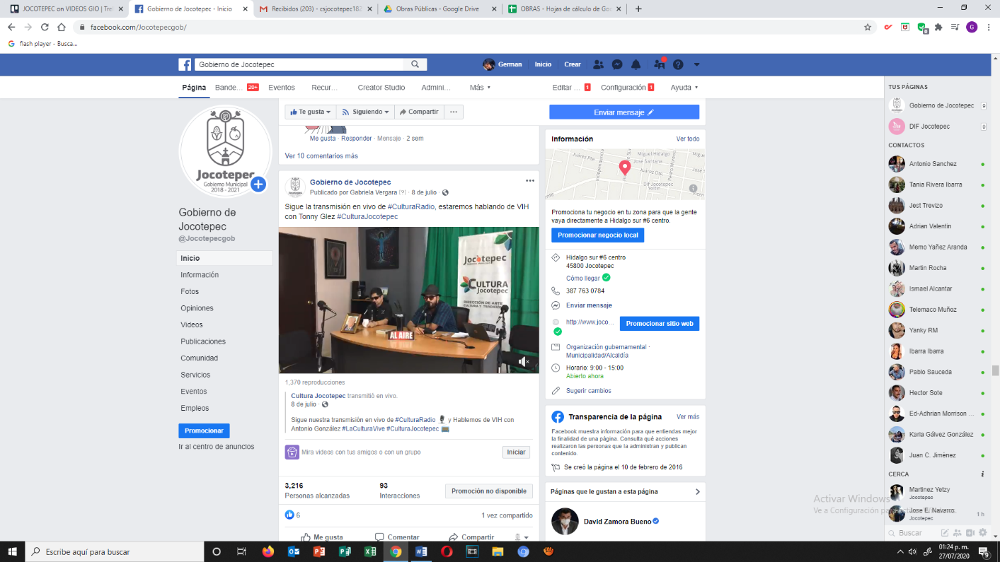 JOCOTEPEC on VIDEOS GIO | Trel
Gobierno de Jocotepec - Inicio
Recibidos (203) - csjocotepec182
Obras Públicas - Google Drive
OBRAS - Hojas de cálculo de Goo
facebook.com/Jocotepecgob/
flash player - Busca...
Gobierno de Jocotepec
German Inicio Crear
Página Bande... 20+ Eventos Recur... Creator Studio Admini... Más Editar ... 1 Configuración 1 Ayuda
Jocotepec
Gobierno Municipal
2018 - 2021
Gobierno de
Jocotepec
@Jocotepecgob
Inicio
Información
Fotos
Opiniones
Videos
Publicaciones
Comunidad
Servicios
Eventos
Empleos
Promocionar
Ir al centro de anuncios
Te gusta Siguiendo Compartir ...
Enviar mensaje
Me gusta · Responder · Mensaje · 2 sem
Ver 10 comentarios más
Gobierno de Jocotepec
Publicado por Gabriela Vergara [?] · 8 de julio ·
Sigue la transmisión en vivo de #CulturaRadio, estaremos hablando de VIH
con Tonny Glez #CulturaJocotepec
Jocotepec
CULTURA
Jocotepec
DIRECCIÓN DE ARTE
CULTURA Y TRADICIÓN
AL AIRE
1,370 reproducciones
Cultura Jocotepec transmitió en vivo.
8 de julio ·
Sigue nuestra transmisión en vivo de #CulturaRadio y Hablemos de VIH con
Antonio González #LaCulturaVive #CulturaJocotepec
Mira videos con tus amigos o con un grupo
Iniciar
3,216
Personas alcanzadas
93
Interacciones
Promoción no disponible
6
1 vez compartido
Me gusta Comentar Compartir
Información
Ver todo
Juárez Pte.
Independencia
Miguel Hidalgo
José Santana
Juárez Pte.
DIF Jocotepec
Promociona tu negocio en tu zona para que la gente
vaya directamente a Hidalgo sur #6 centro.
Promocionar negocio local
Hidalgo sur #6 centro
45800 Jocotepec
Cómo llegar
387 763 0784
Enviar mensaje
http://www.joco...
Promocionar sitio web
Organización gubernamental ·
Municipalidad/Alcaldía
Horario: 9:00 - 15:00
Abierto ahora
Sugerir cambios
Transparencia de la página
Ver más
Facebook muestra información para que entiendas mejor
la finalidad de una página. Consulta qué acciones
realizaron las personas que la administran y publican
contenido.
Se creó la página el 10 de febrero de 2016
Páginas que le gustan a esta página
David Zamora Bueno
TUS PÁGINAS
Gobierno de Jocotepec 9
DIF Jocotepec 9
CONTACTOS
Antonio Sanchez
Tania Rivera Ibarra
Jest Trevizo
Adrian Valentin
Memo Yañez Aranda
Martin Rocha
Ismael Alcantar
Telemaco Muñoz
Yanky RM
Ibarra Ibarra
Pablo Sauceda
Hector Sote
Ed-Adhrian Morrison ...
Karla Gálvez González
Juan C. Jiménez
CERCA
Martinez Yetzy
Jocotepec
Jose E. Navarro
Jocotepec
1 h
Buscar
Activar Windows
Ve a Configuración para
Escribe aquí para buscar
01:24 p. m.
27/07/2020
9